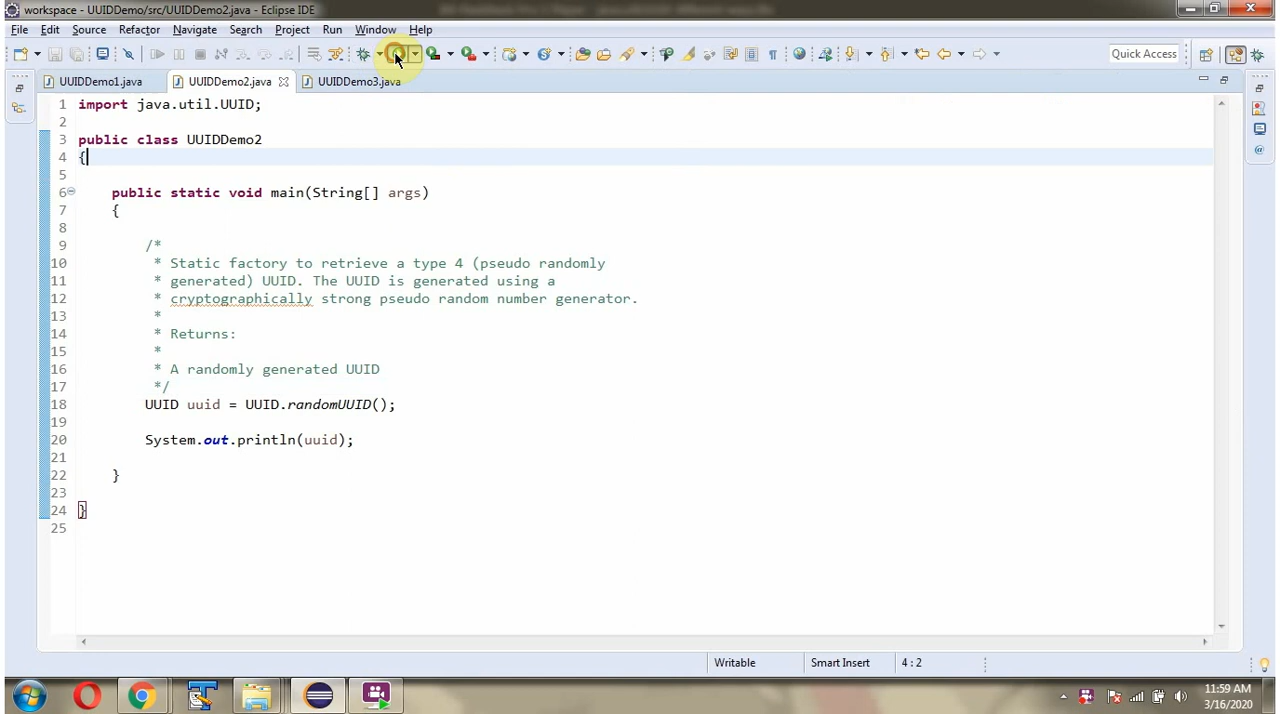 workspace - UUIDDemo/src/UUIDDemo2.java - Eclipse IDE
File Edit Source Refactor Navigate Search Project Run Window Help
Quick Access
UUIDDemo1.java UUIDDemo2.java UUIDDemo3.java
1 import java.util.UUID;
2
3 public class UUIDDemo2
4 {
5
6 public static void main(String[] args)
7 {
8
9 /*
10 * Static factory to retrieve a type 4 (pseudo randomly
11 * generated) UUID. The UUID is generated using a
12 * cryptographically strong pseudo random number generator.
13 *
14 * Returns:
15 *
16 * A randomly generated UUID
17 */
18 UUID uuid = UUID.randomUUID();
19
20 System.out.println(uuid);
21
22 }
23
24 }
25
Writable Smart Insert 4 : 2
11:59 AM
3/16/2020